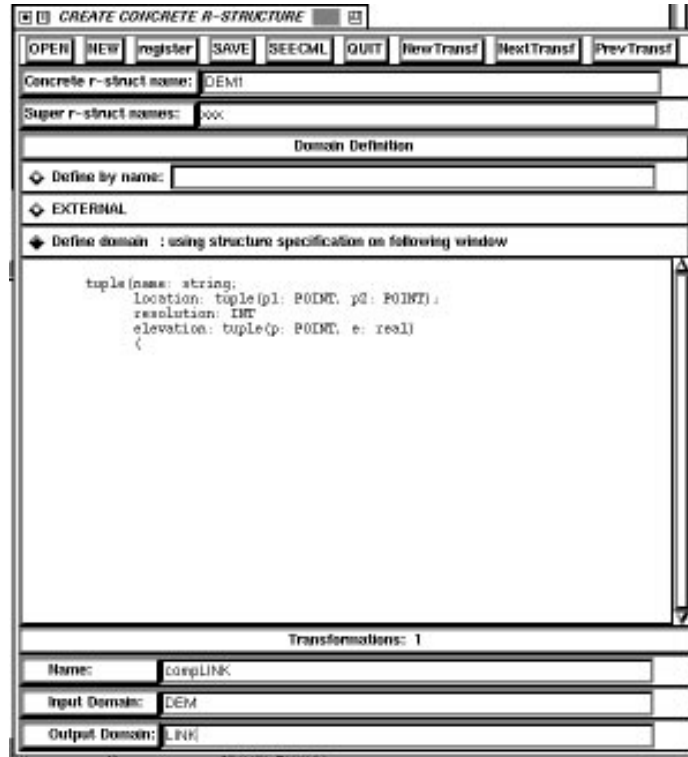 CREATE CONCRETE R-STRUCTURE
OPEN NEW register SAVE SEECML QUIT NewTransf NextTransf PrevTransf
Concrete r-struct name: DEM1
Super r-struct names: xxx
Domain Definition
Define by name:
EXTERNAL
Define domain : using structure specification on following window
tuple(name: string;
location: tuple(p1: POINT, p2: POINT);
resolution: INT
elevation: tuple(p: POINT, e: real)
(
Transformations: 1
Name: compLINK
Input Domain: DEM
Output Domain: LINK